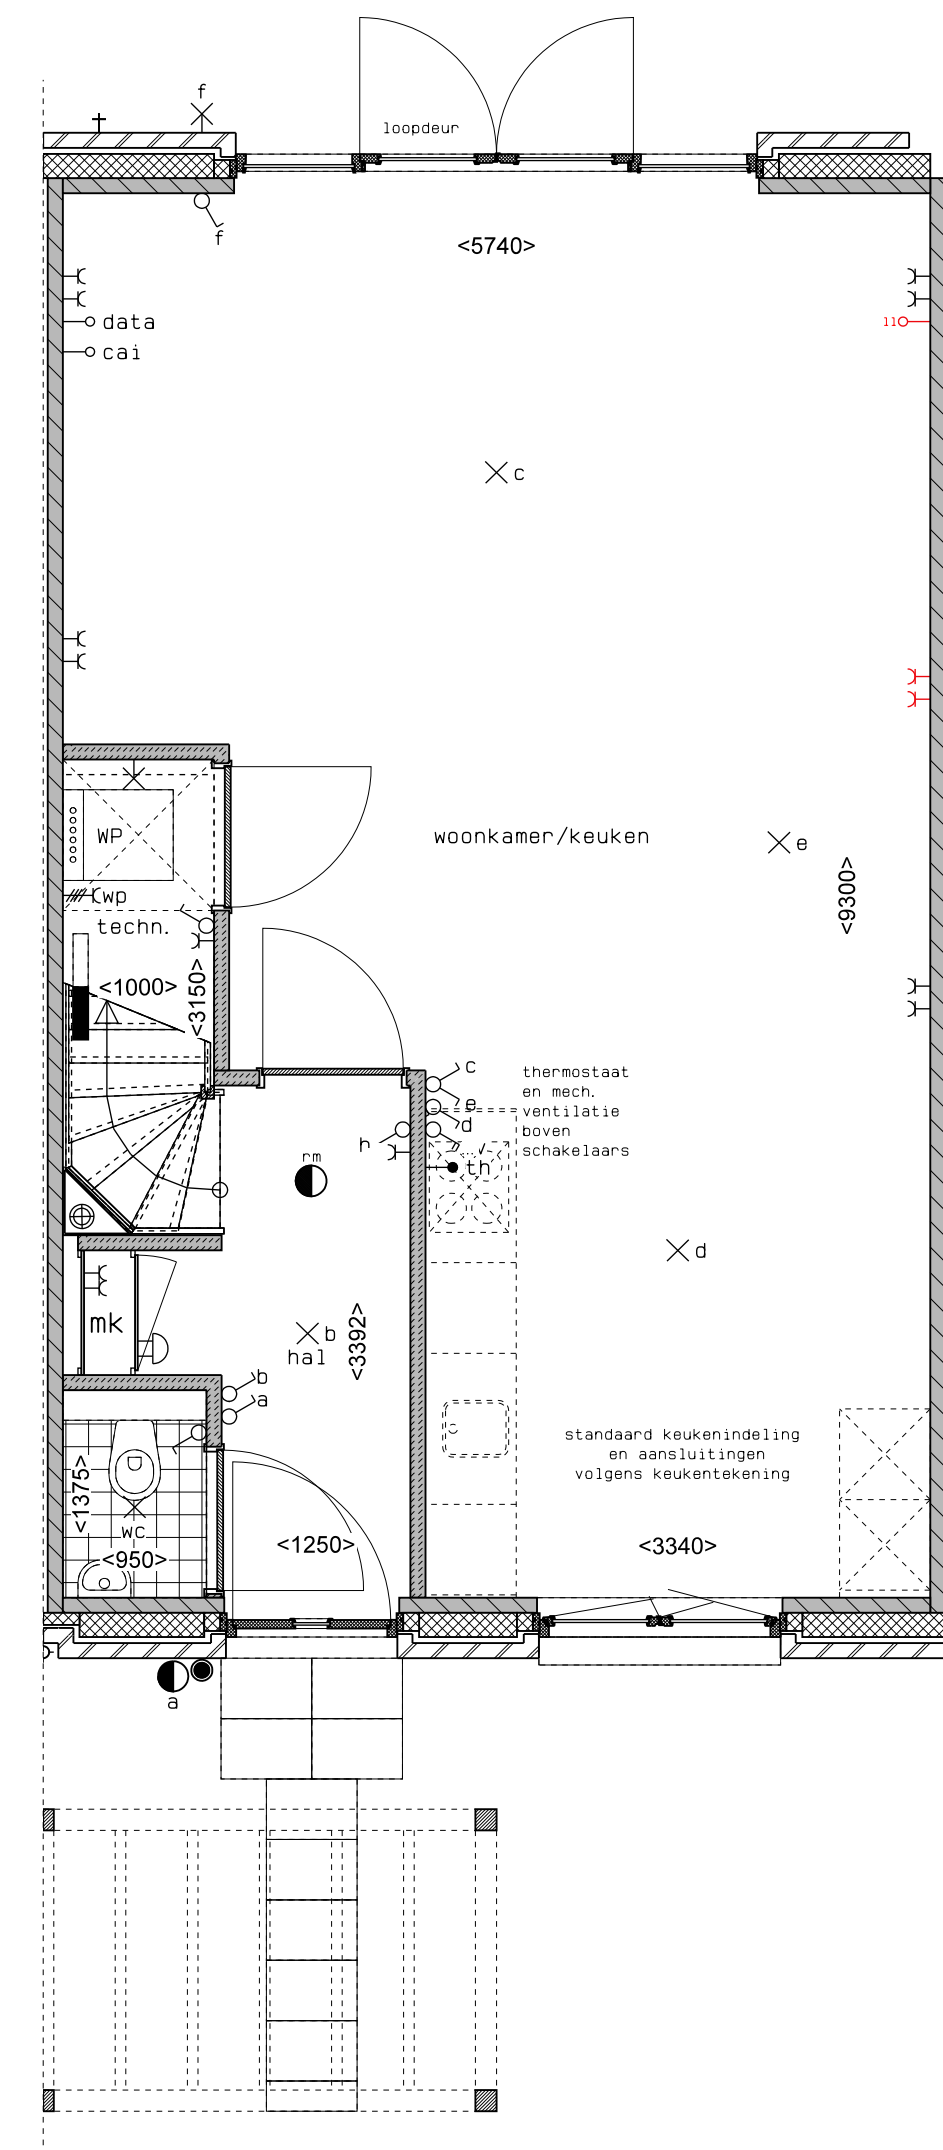 f
loopdeur
f
<5740>
data
ll
cai
c
WP
woonkamer/keuken
e
<9300>
wp
techn.
<1000>
<3150>
c
thermostaat
en mech.
ventilatie
boven
schakelaars
e
d
h
rm
th
d
mk
b
hal
<3392>
b
a
standaard keukenindeling
en aansluitingen
volgens keukentekening
<1375>
wc
<950>
<1250>
<3340>
a